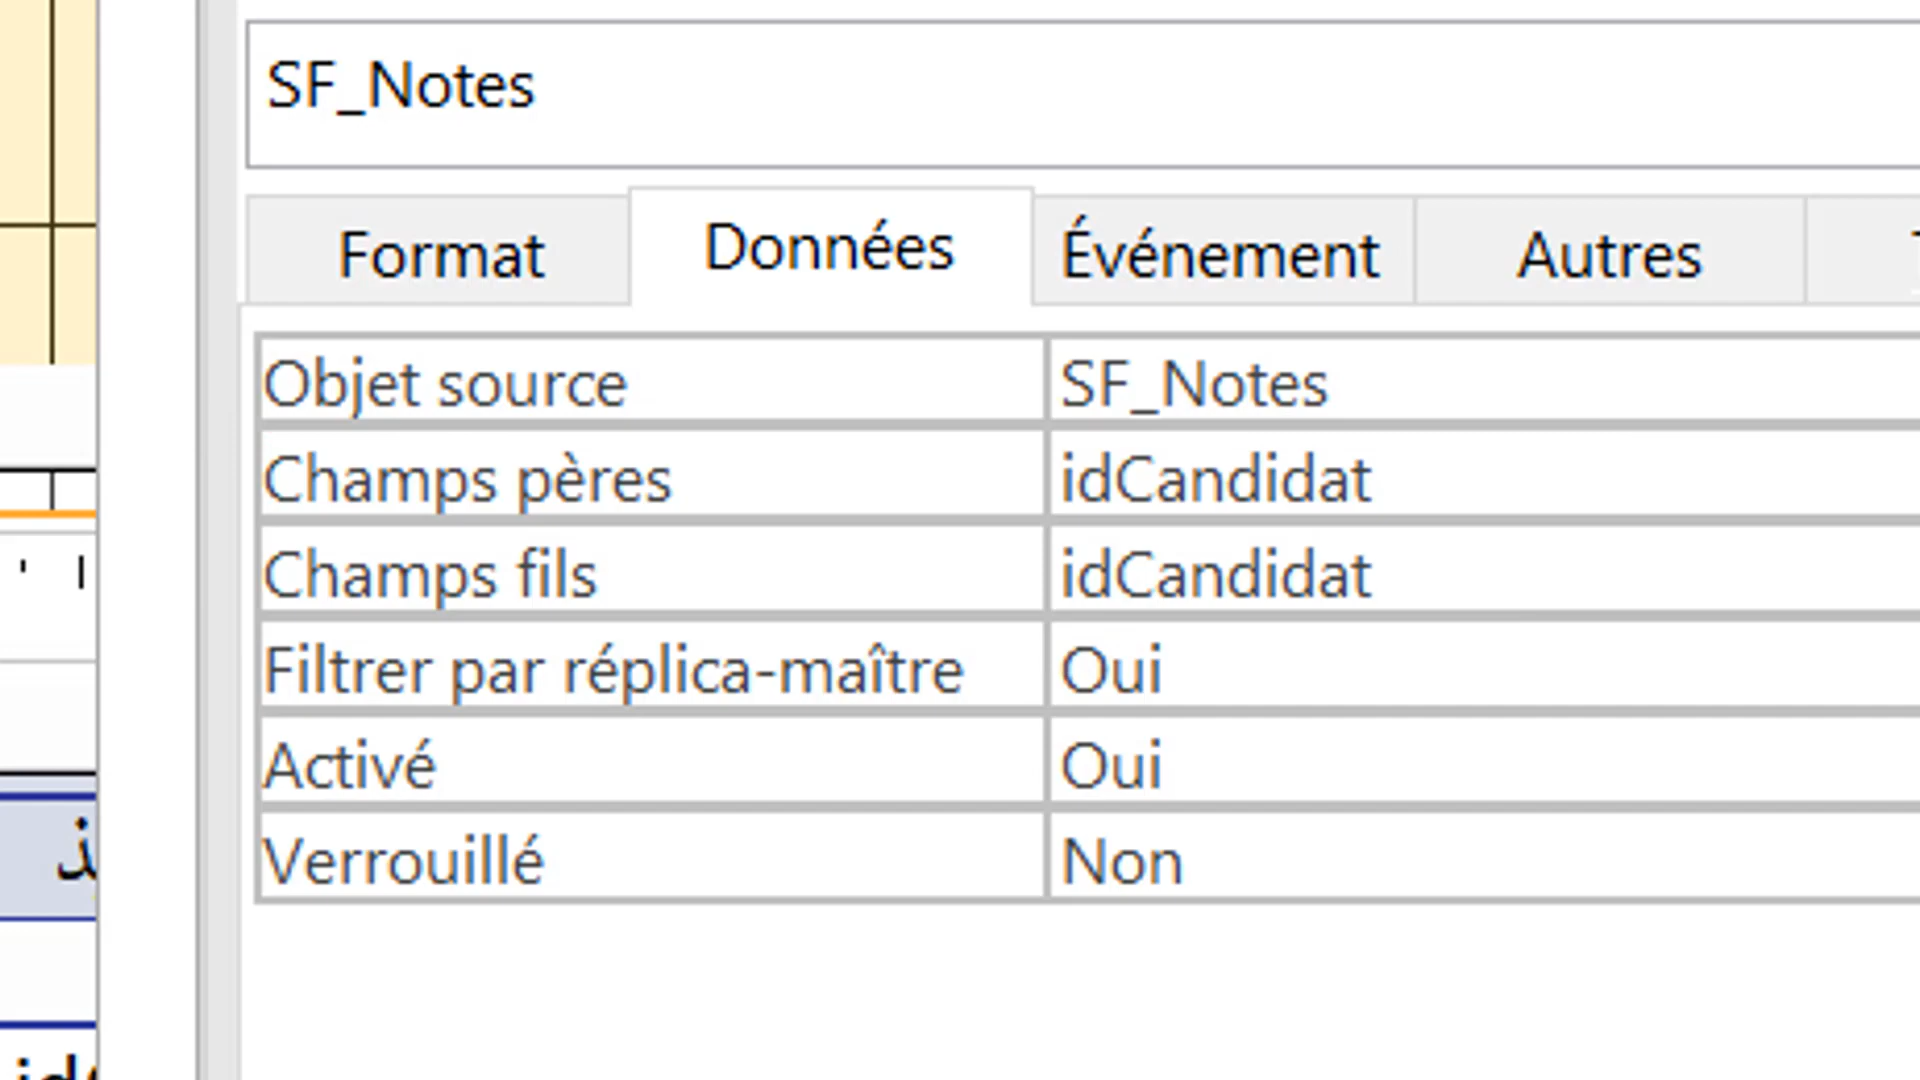 SF_Notes
Format Données Événement Autres
Objet source SF_Notes
Champs pères idCandidat
Champs fils idCandidat
Filtrer par réplica-maître Oui
Activé Oui
Verrouillé Non